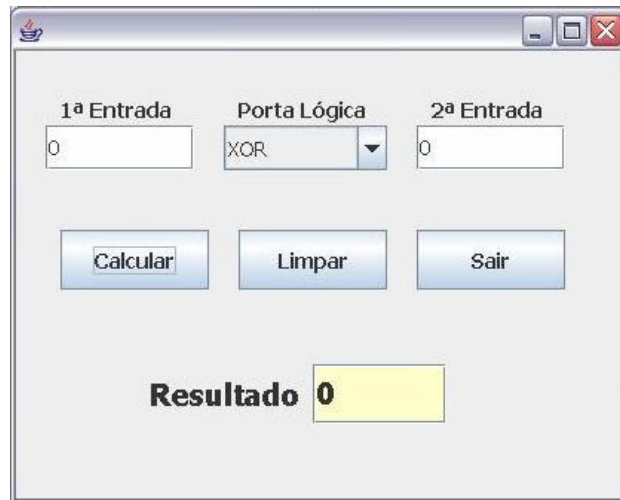 1ª Entrada Porta Lógica 2ª Entrada
0 XOR 0
Calcular Limpar Sair
Resultado 0